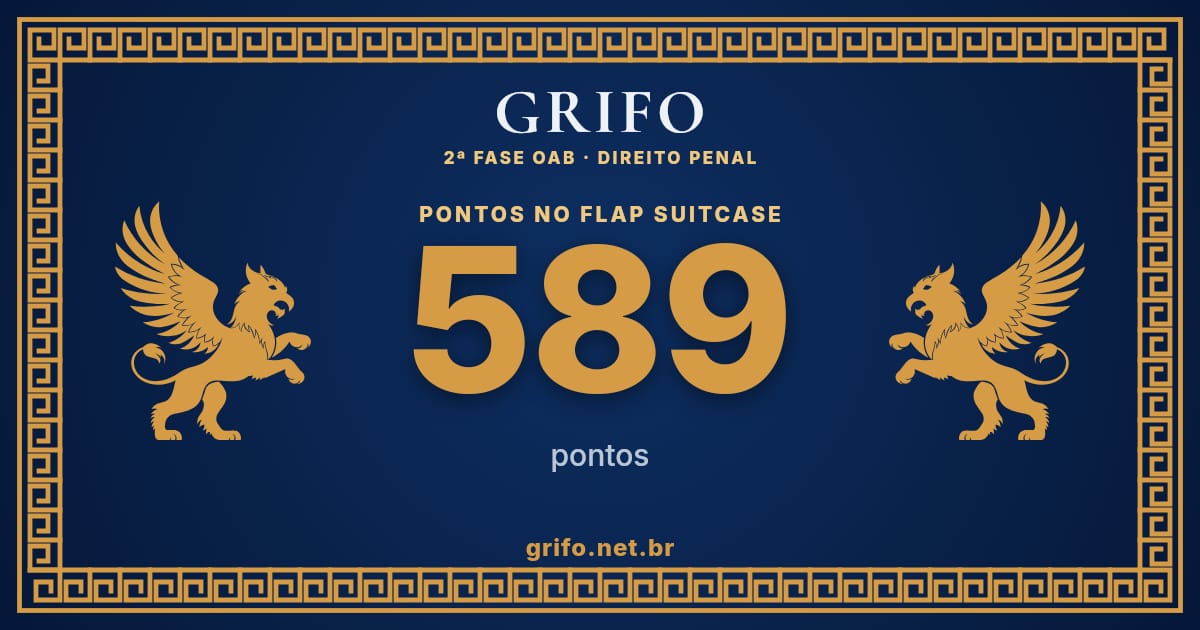 GRIFO
2ª FASE OAB · DIREITO PENAL
PONTOS NO FLAP SUITCASE
589
pontos
grifo.net.br